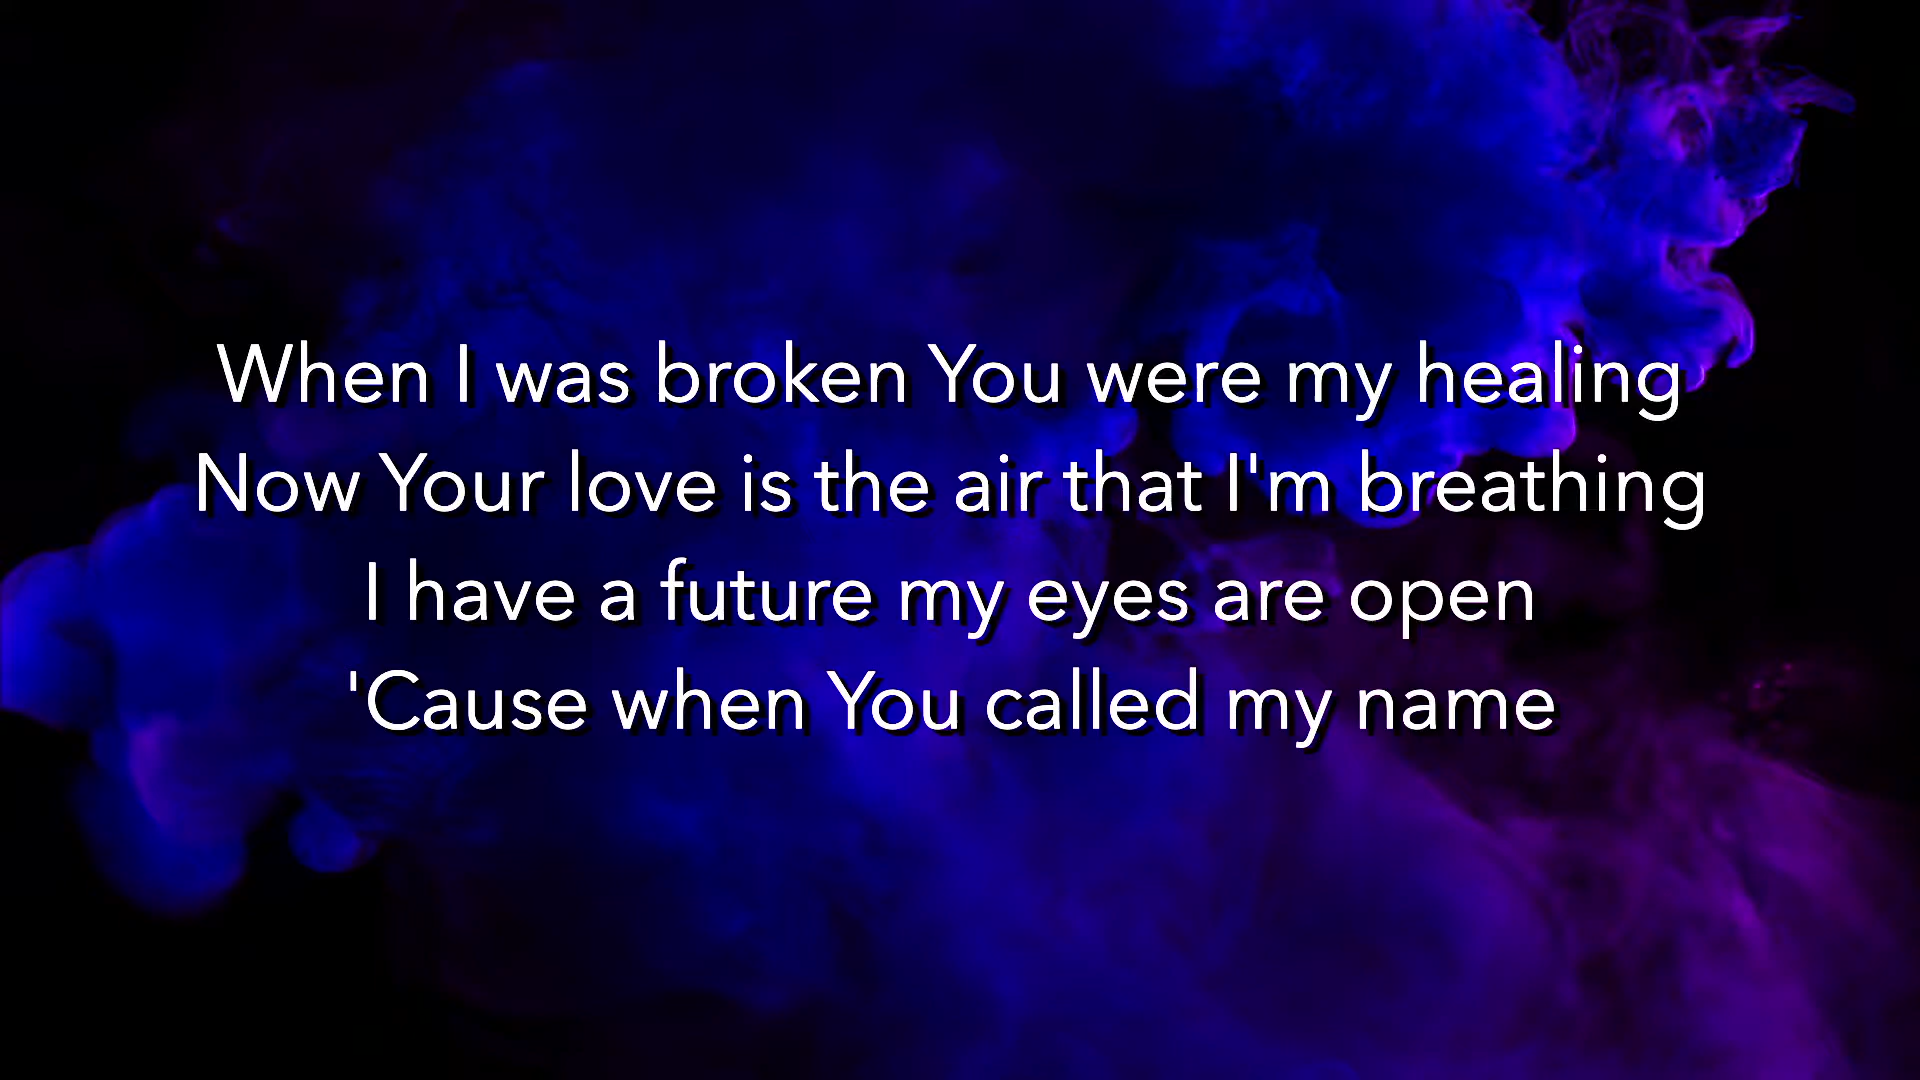 When I was broken You were my healing
Now Your love is the air that I'm breathing
I have a future my eyes are open
'Cause when You called my name